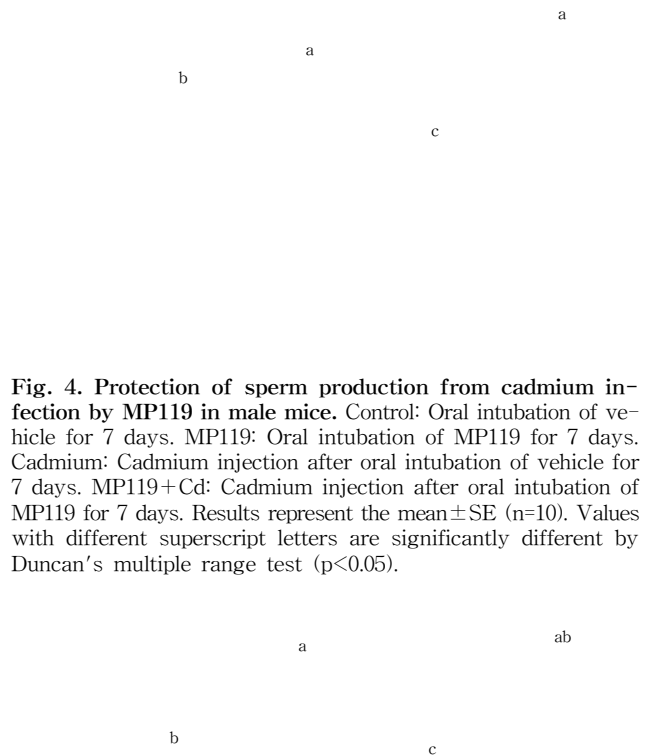 a
a
b
c
Fig. 4. Protection of sperm production from cadmium in-
fection by MP119 in male mice. Control: Oral intubation of ve-
hicle for 7 days. MP119: Oral intubation of MP119 for 7 days.
Cadmium: Cadmium injection after oral intubation of vehicle for
7 days. MP119+Cd: Cadmium injection after oral intubation of
MP119 for 7 days. Results represent the mean±SE (n=10). Values
with different superscript letters are significantly different by
Duncan's multiple range test (p<0.05).
ab
a
b
c